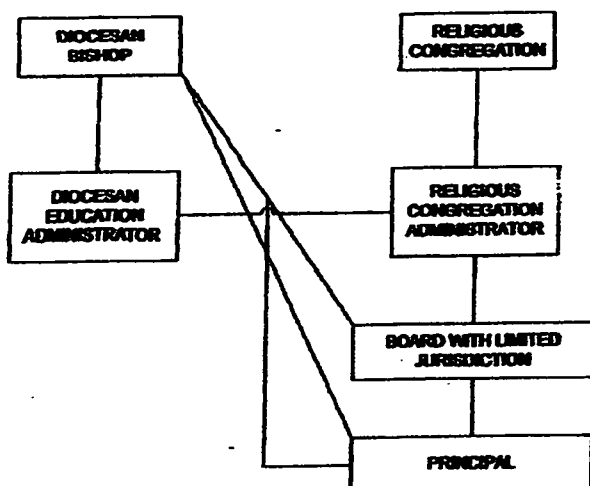 DIOCESAN
BISHOP
RELIGIOUS
CONGREGATION
DIOCESAN
EDUCATION
ADMINISTRATOR
RELIGIOUS
CONGREGATION
ADMINISTRATOR
BOARD WITH LIMITED
JURISDICTION
PRINCIPAL